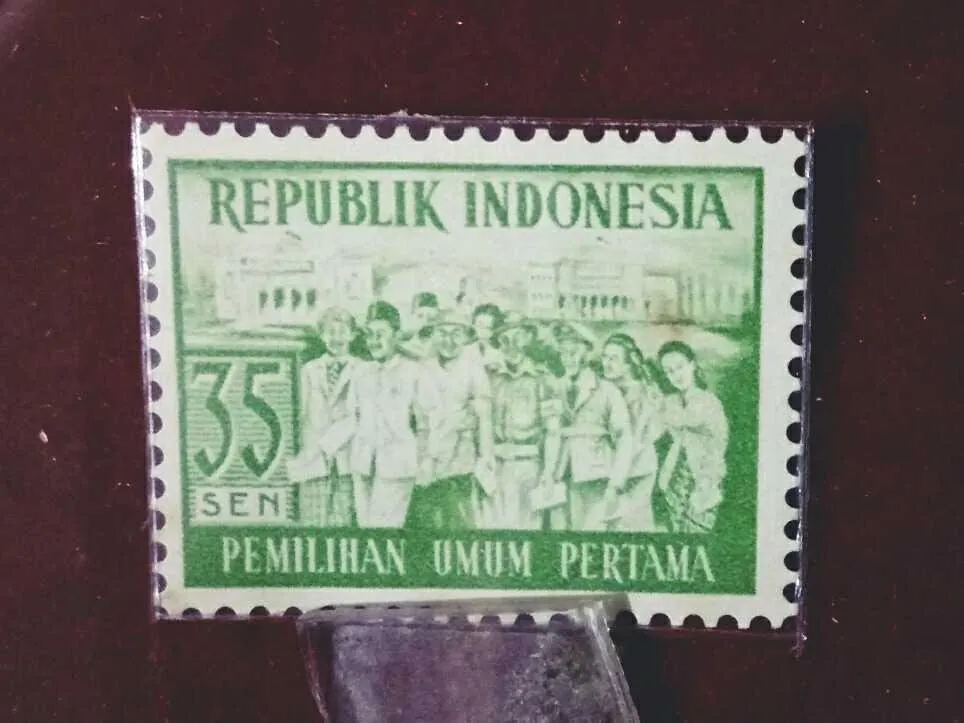 REPUBLIK INDONESIA
35
SEN
PEMILIHAN UMUM PERTAMA